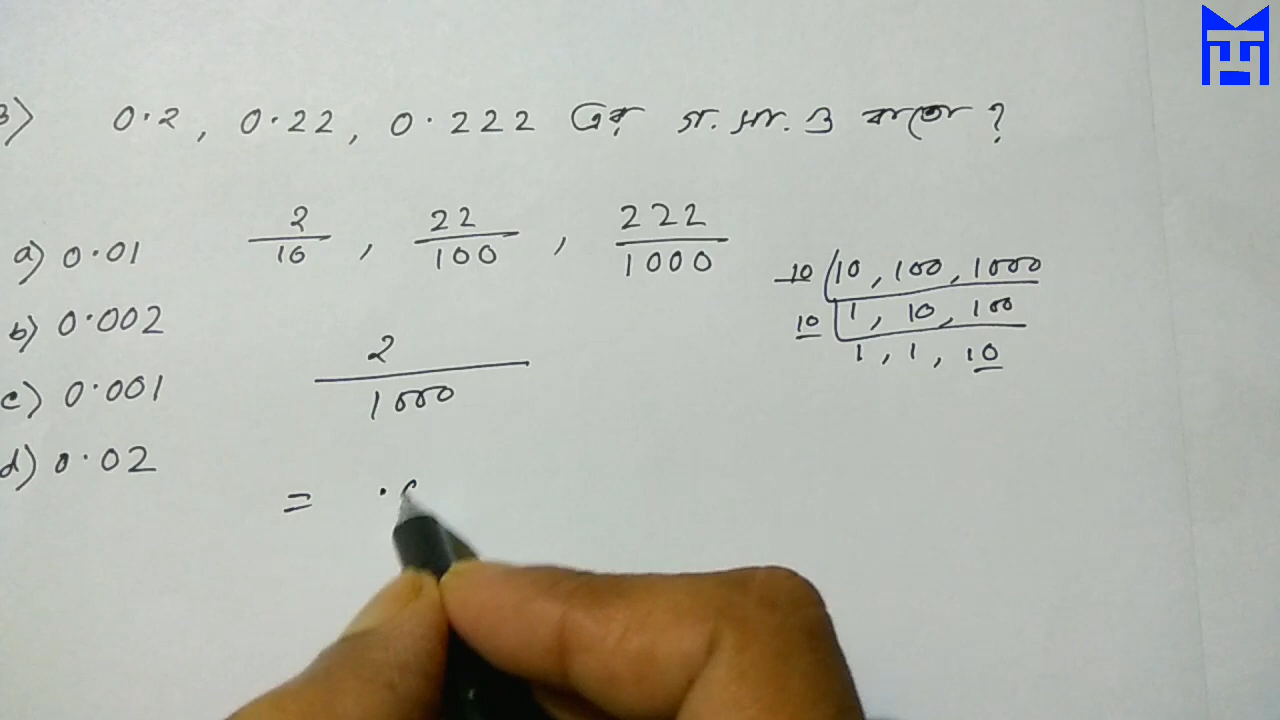 3) 0.2, 0.22, 0.222 এর গ. সা. গু কত?
2/10, 22/100, 222/1000
a) 0.01
b) 0.002
c) 0.001
d) 0.02
10 | 10, 100, 1000
10 | 1, 10, 100
1, 1, 10
2/1000
= .0